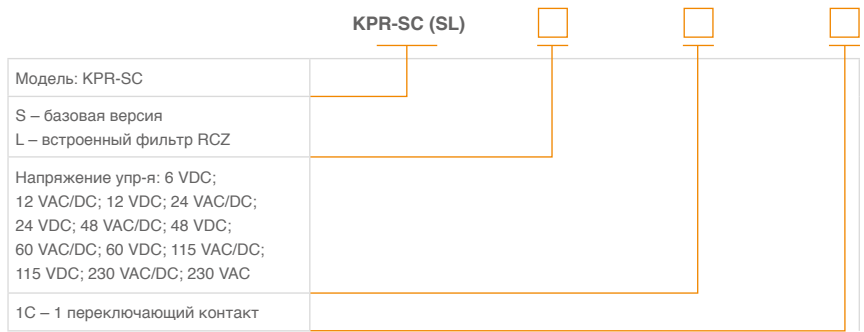 KPR-SC (SL)
Модель: KPR-SC
S – базовая версия
L – встроенный фильтр RCZ
Напряжение упр-я: 6 VDC;
12 VAC/DC; 12 VDC; 24 VAC/DC;
24 VDC; 48 VAC/DC; 48 VDC;
60 VAC/DC; 60 VDC; 115 VAC/DC;
115 VDC; 230 VAC/DC; 230 VAC
1C – 1 переключающий контакт